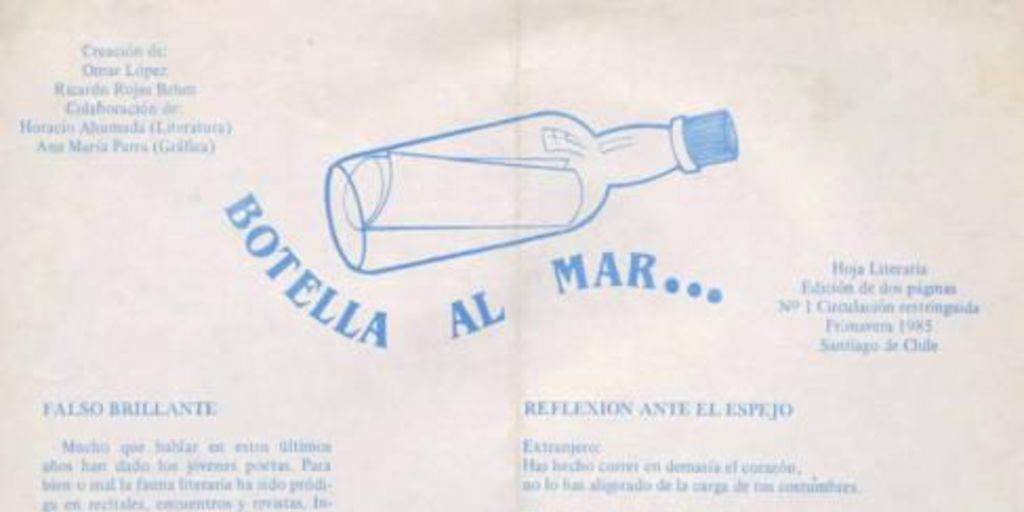 Creación de:
Omar López
Ricardo Rojas Behm
Colaboración de:
Horacio Ahumada (Literatura)
Ana María Parra (Gráfica)
BOTELLA AL MAR...
Hoja Literaria
Edición de dos páginas
Nº 1 Circulación restringida
Primavera 1985
Santiago de Chile
FALSO BRILLANTE
Mucho que hablar en estos últimos
años han dado los jóvenes poetas. Para
bien o mal la fauna literaria ha sido pródi-
ga en recitales, encuentros y revistas. In-
REFLEXION ANTE EL ESPEJO
Extranjero:
Has hecho correr en demasía el corazón,
no lo has aligerado de la carga de tus costumbres.